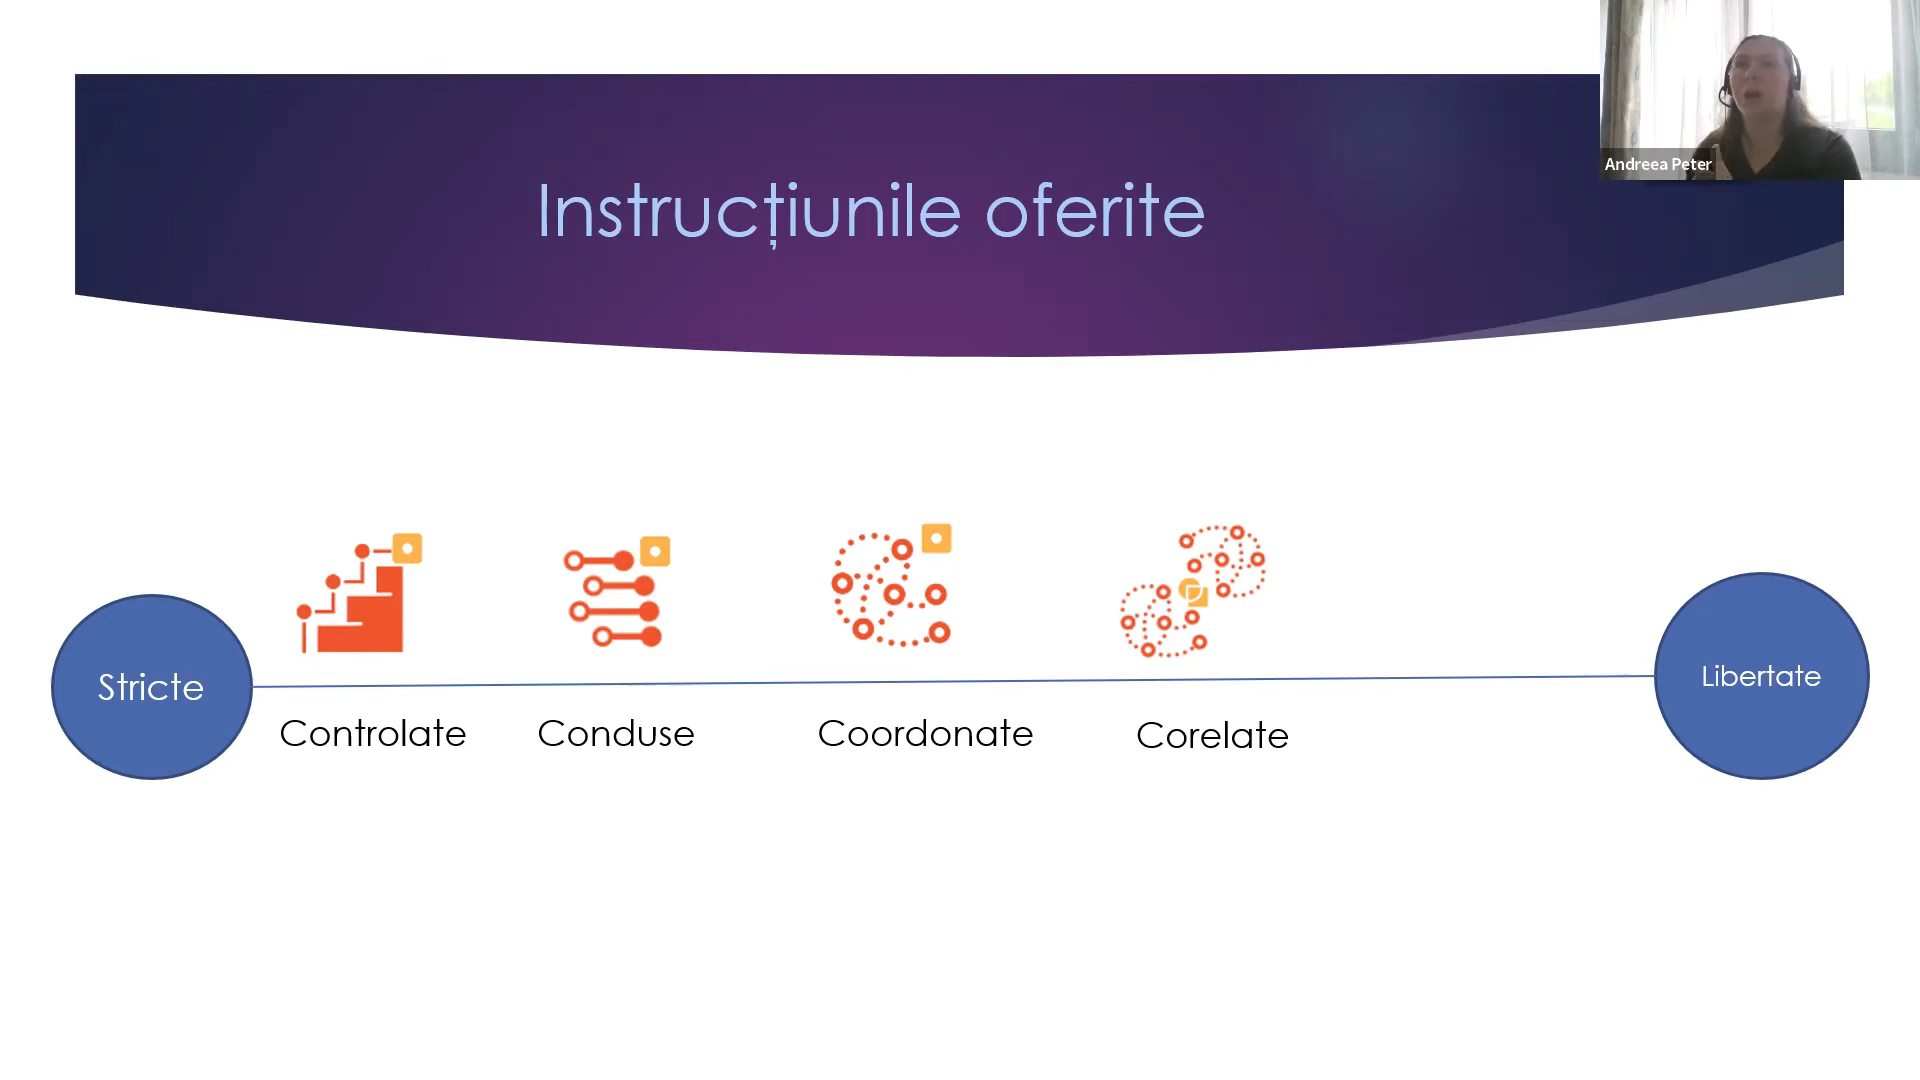 Andreea Peter
Instrucțiunile oferite
Stricte
Libertate
Controlate
Conduse
Coordonate
Corelate